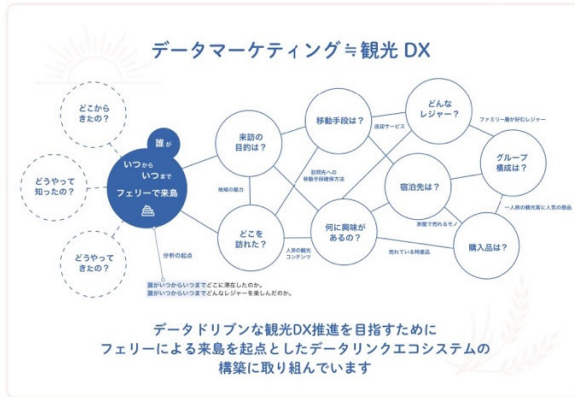 データマーケティング≒観光 DX
どこから
きたの？
誰が
どうやって
知ったの？
いつから
いつまで
フェリーで来島
どうやって
きたの？
来訪の
目的は？
移動手段は？
どんな
レジャー？
ファミリー層が好むレジャー
送迎サービス
グループ
構成は？
訪問先への
移動手段確保方法
地域の魅力
宿泊先は？
一人旅の観光客に人気の商品
どこを
訪れた？
何に興味が
あるの？
旅館で売れるモノ
購入品は？
人気の観光
コンテンツ
売れている特産品
分析の起点
誰がいつからいつまでどこに滞在したのか。
誰がいつからいつまでどんなレジャーを楽しんだのか。
データドリブンな観光DX推進を目指すために
フェリーによる来島を起点としたデータリンクエコシステムの
構築に取り組んでいます